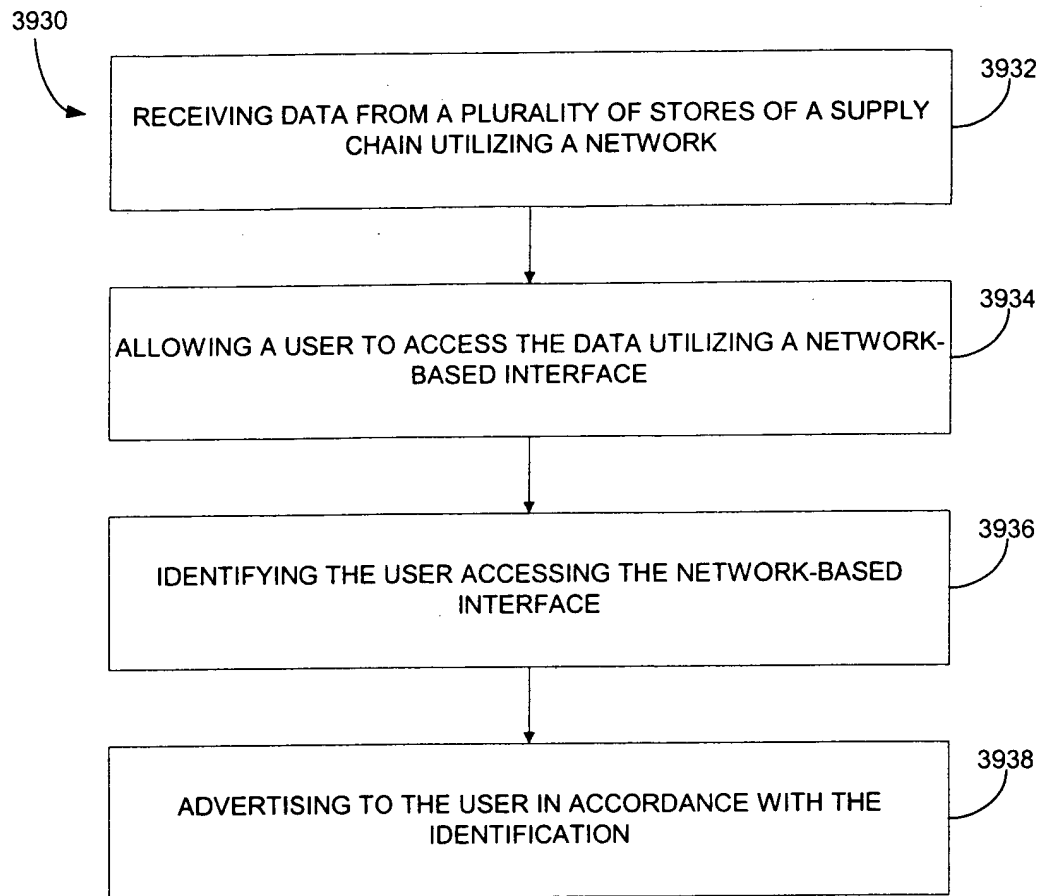 3930
3932
RECEIVING DATA FROM A PLURALITY OF STORES OF A SUPPLY
CHAIN UTILIZING A NETWORK
3934
ALLOWING A USER TO ACCESS THE DATA UTILIZING A NETWORK-
BASED INTERFACE
3936
IDENTIFYING THE USER ACCESSING THE NETWORK-BASED
INTERFACE
3938
ADVERTISING TO THE USER IN ACCORDANCE WITH THE
IDENTIFICATION